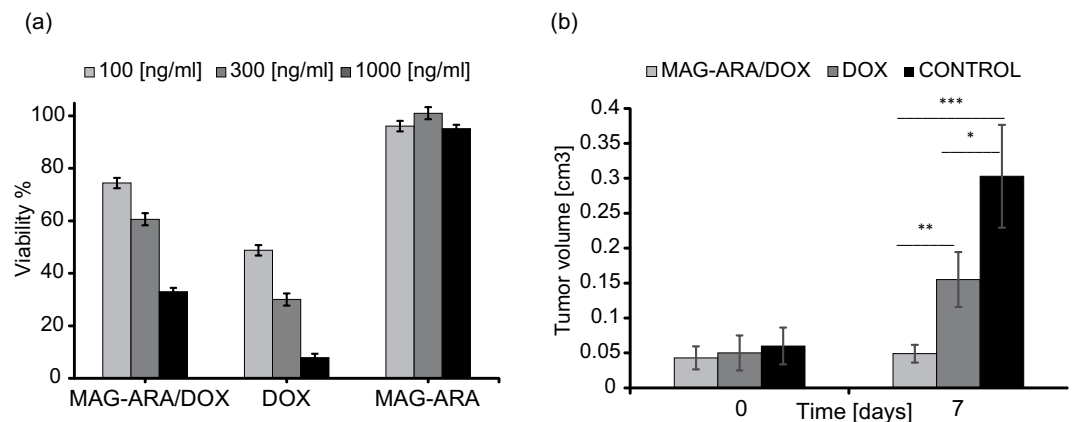 (a)
100 [ng/ml] 300 [ng/ml] 1000 [ng/ml]
Viability %
100
80
60
40
20
0
MAG-ARA/DOX DOX MAG-ARA
(b)
MAG-ARA/DOX DOX CONTROL
Tumor volume [cm3]
0.4
0.35
0.3
0.25
0.2
0.15
0.1
0.05
0
***
*
**
0 Time [days] 7